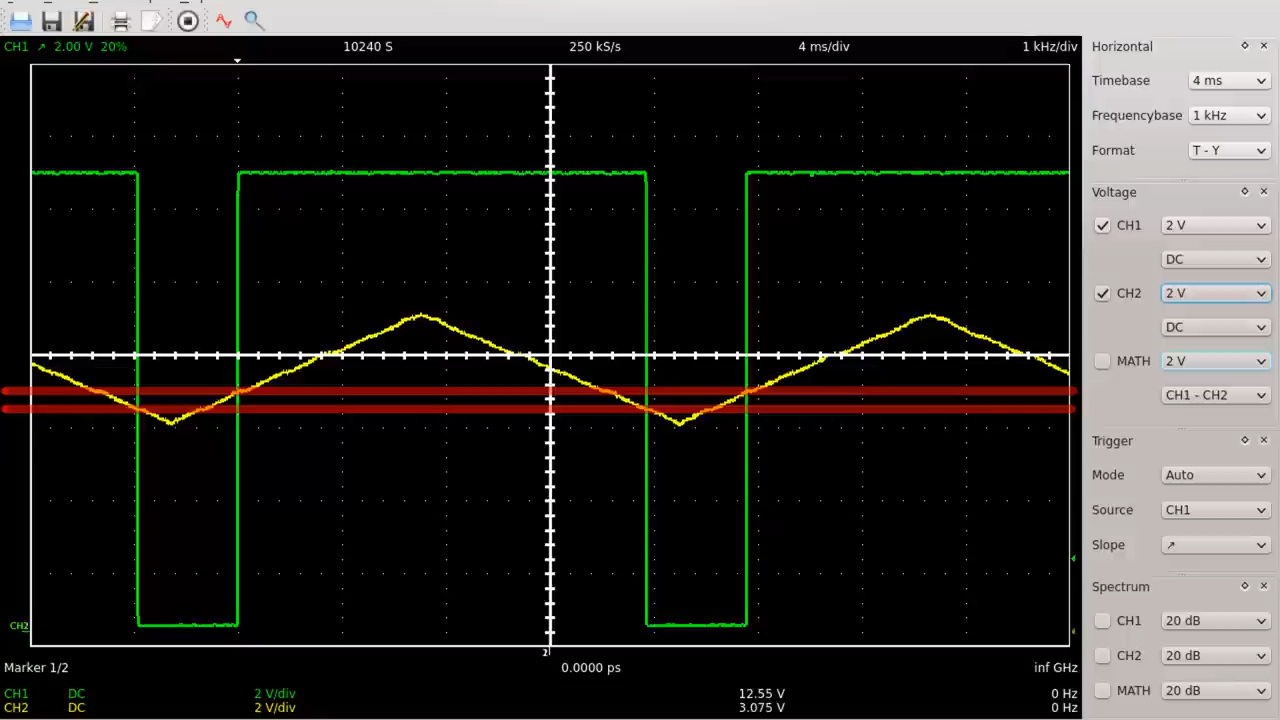 CH1 ↗ 2.00 V 20% 10240 S 250 kS/s 4 ms/div 1 kHz/div
CH2
2
Marker 1/2 0.0000 ps inf GHz
CH1 DC 2 V/div 12.55 V 0 Hz
CH2 DC 2 V/div 3.075 V 0 Hz
Horizontal
Timebase 4 ms
Frequencybase 1 kHz
Format T - Y
Voltage
CH1 2 V
DC
CH2 2 V
DC
MATH 2 V
CH1 - CH2
Trigger
Mode Auto
Source CH1
Slope ↗
Spectrum
CH1 20 dB
CH2 20 dB
MATH 20 dB